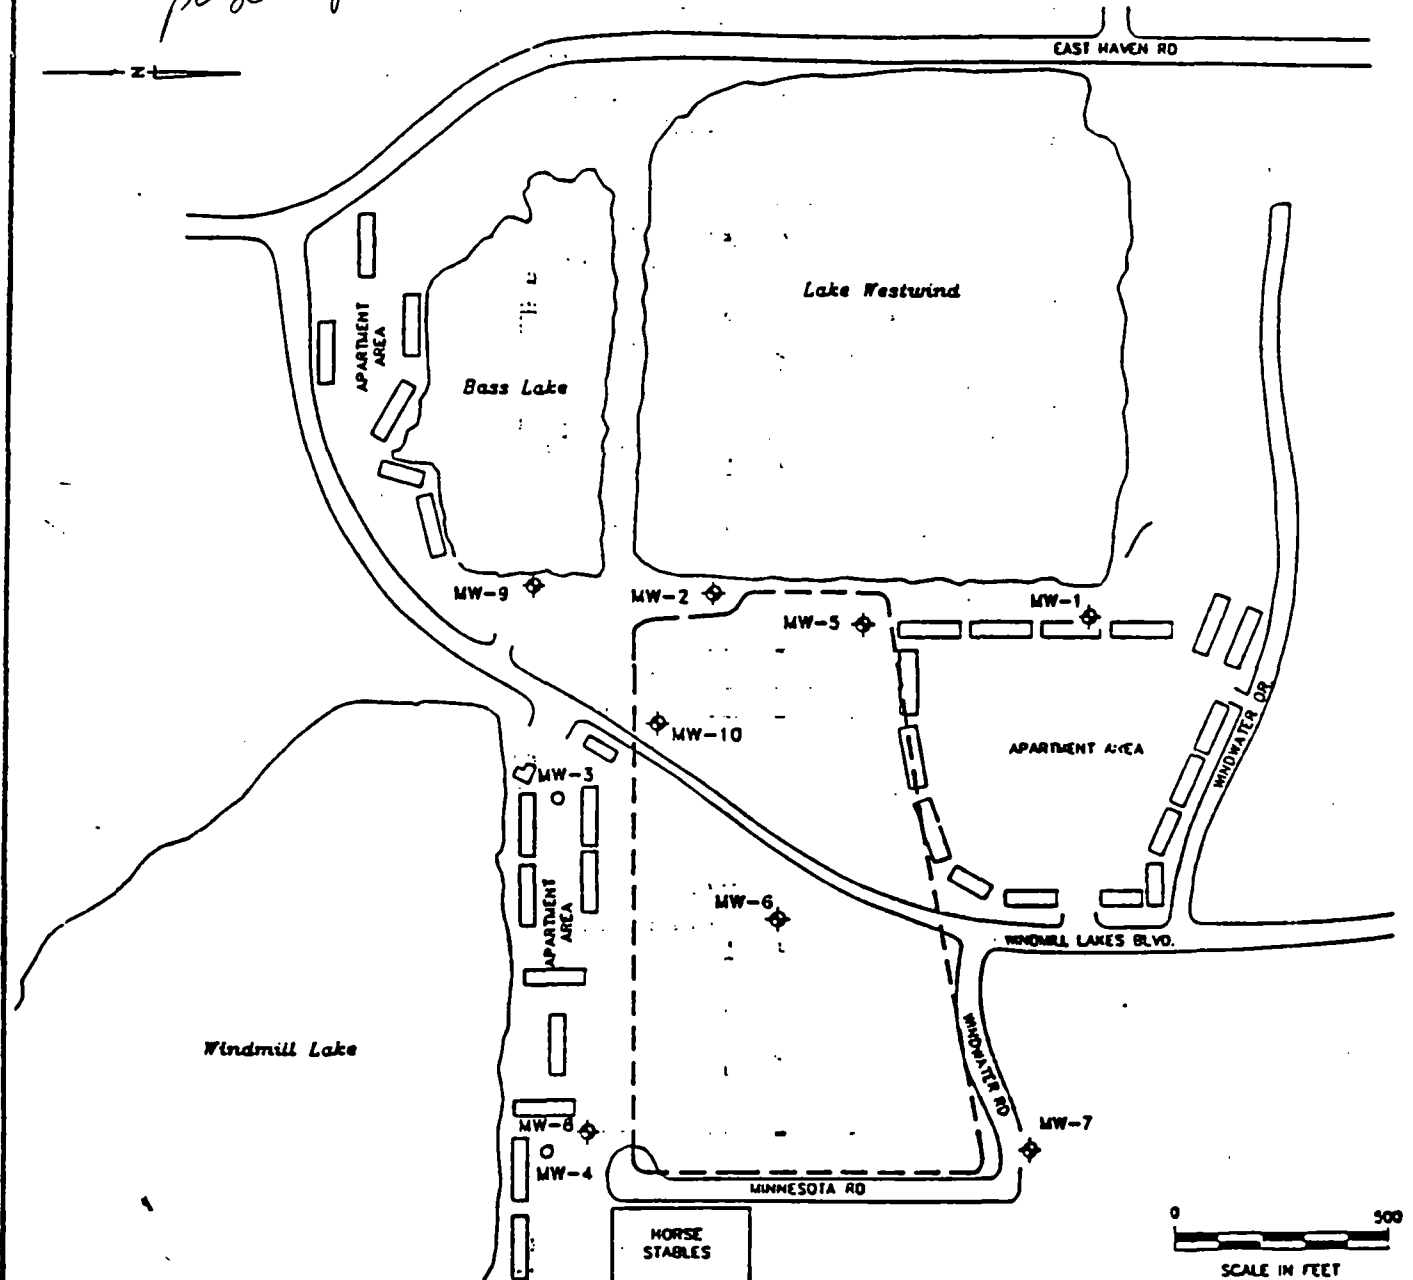 EAST HAVEN RD
N
Lake Westwind
APARTMENT
AREA
Bass Lake
MW-9
MW-2
MW-5
MW-1
MW-10
WINDWATER DR.
APARTMENT AREA
MW-3
APARTMENT
AREA
MW-6
WINDMILL LAKES BLVD.
Windmill Lake
WINDWATER RD
MW-8
MW-7
MW-4
MINNESOTA RD
HORSE
STABLES
0 500
SCALE IN FEET